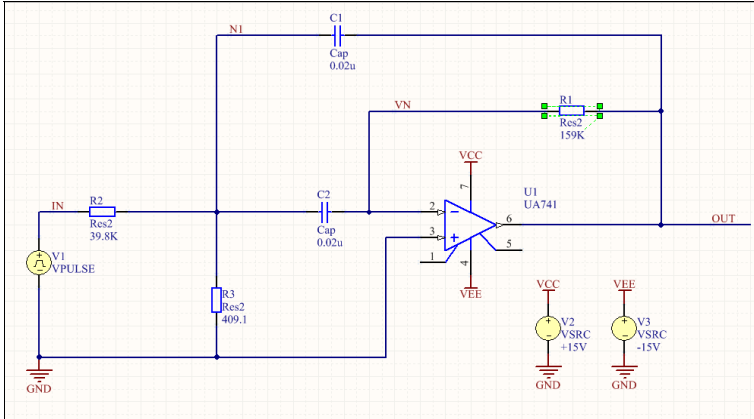 C1
N1
Cap
0.02u
R1
VN
Res2
159K
VCC
7
U1
UA741
R2
IN
Res2
39.8K
C2
2
6
OUT
Cap
0.02u
3
5
V1
VPULSE
1
4
VEE
R3
Res2
409.1
VCC
VEE
V2
VSRC
+15V
V3
VSRC
-15V
GND
GND
GND